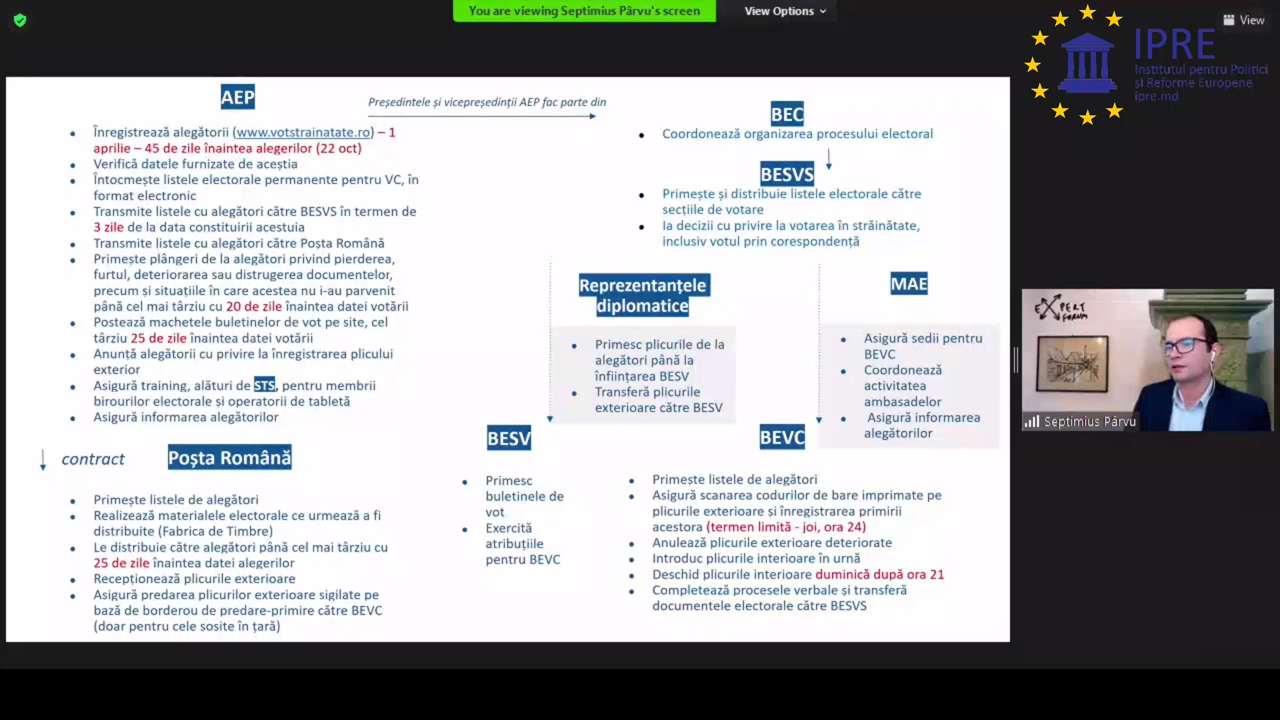 You are viewing Septimius Pârvu's screen
View Options
View
IPRE
Institutul pentru Politici
și Reforme Europene
ipre.md
AEP
Președintele și vicepreședinții AEP fac parte din
Înregistrează alegătorii (www.votstrainatate.ro) – 1
aprilie – 45 de zile înaintea alegerilor (22 oct)
Verifică datele furnizate de aceștia
Întocmește listele electorale permanente pentru VC, în
format electronic
Transmite listele cu alegători către BESVS în termen de
3 zile de la data constituirii acestuia
Transmite listele cu alegători către Poșta Română
Primește plângeri de la alegători privind pierderea,
furtul, deteriorarea sau distrugerea documentelor,
precum și situațiile în care acestea nu i-au parvenit
până cel mai târziu cu 20 de zile înaintea datei votării
Postează machetele buletinelor de vot pe site, cel
târziu 25 de zile înaintea datei votării
Anunță alegătorii cu privire la înregistrarea plicului
exterior
Asigură training, alături de STS, pentru membrii
birourilor electorale și operatorii de tabletă
Asigură informarea alegătorilor
contract
Poșta Română
Primește listele de alegători
Realizează materialele electorale ce urmează a fi
distribuite (Fabrica de Timbre)
Le distribuie către alegători până cel mai târziu cu
25 de zile înaintea datei alegerilor
Recepționează plicurile exterioare
Asigură predarea plicurilor exterioare sigilate pe
bază de borderou de predare-primire către BEVC
(doar pentru cele sosite în țară)
BEC
Coordonează organizarea procesului electoral
BESVS
Primește și distribuie listele electorale către
secțiile de votare
Ia decizii cu privire la votarea în străinătate,
inclusiv votul prin corespondență
Reprezentanțele
diplomatice
Primesc plicurile de la
alegători până la
înființarea BESV
Transferă plicurile
exterioare către BESV
MAE
Asigură sedii pentru
BEVC
Coordonează
activitatea
ambasadelor
Asigură informarea
alegătorilor
BESV
Primesc
buletinele de
vot
Exercită
atribuțiile
pentru BEVC
BEVC
Primește listele de alegători
Asigură scanarea codurilor de bare imprimate pe
plicurile exterioare și înregistrarea primirii
acestora (termen limită - joi, ora 24)
Anulează plicurile exterioare deteriorate
Introduc plicurile interioare în urnă
Deschid plicurile interioare duminică după ora 21
Completează procesele verbale și transferă
documentele electorale către BESVS
EXPERT
FORUM
Septimius Pârvu